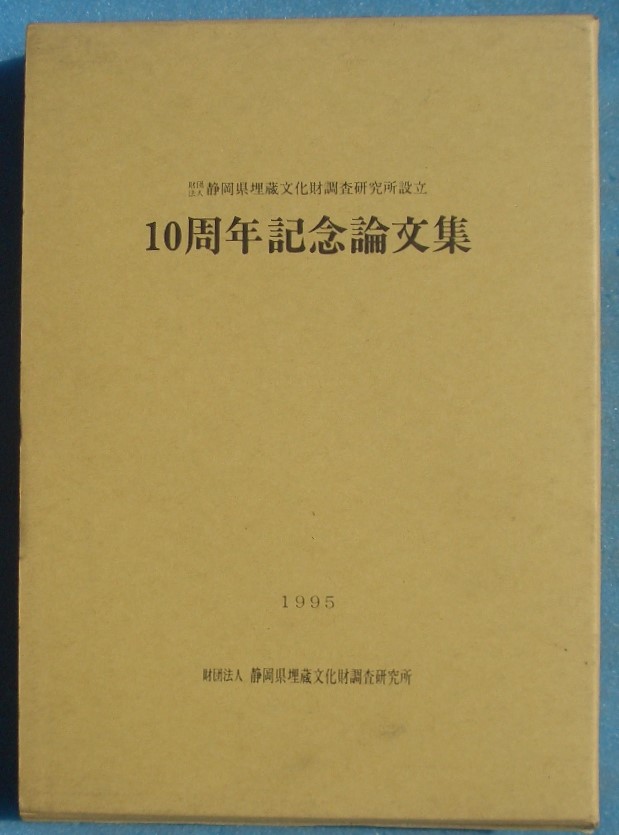 財団法人 静岡県埋蔵文化財調査研究所設立
10周年記念論文集
1995
財団法人 静岡県埋蔵文化財調査研究所